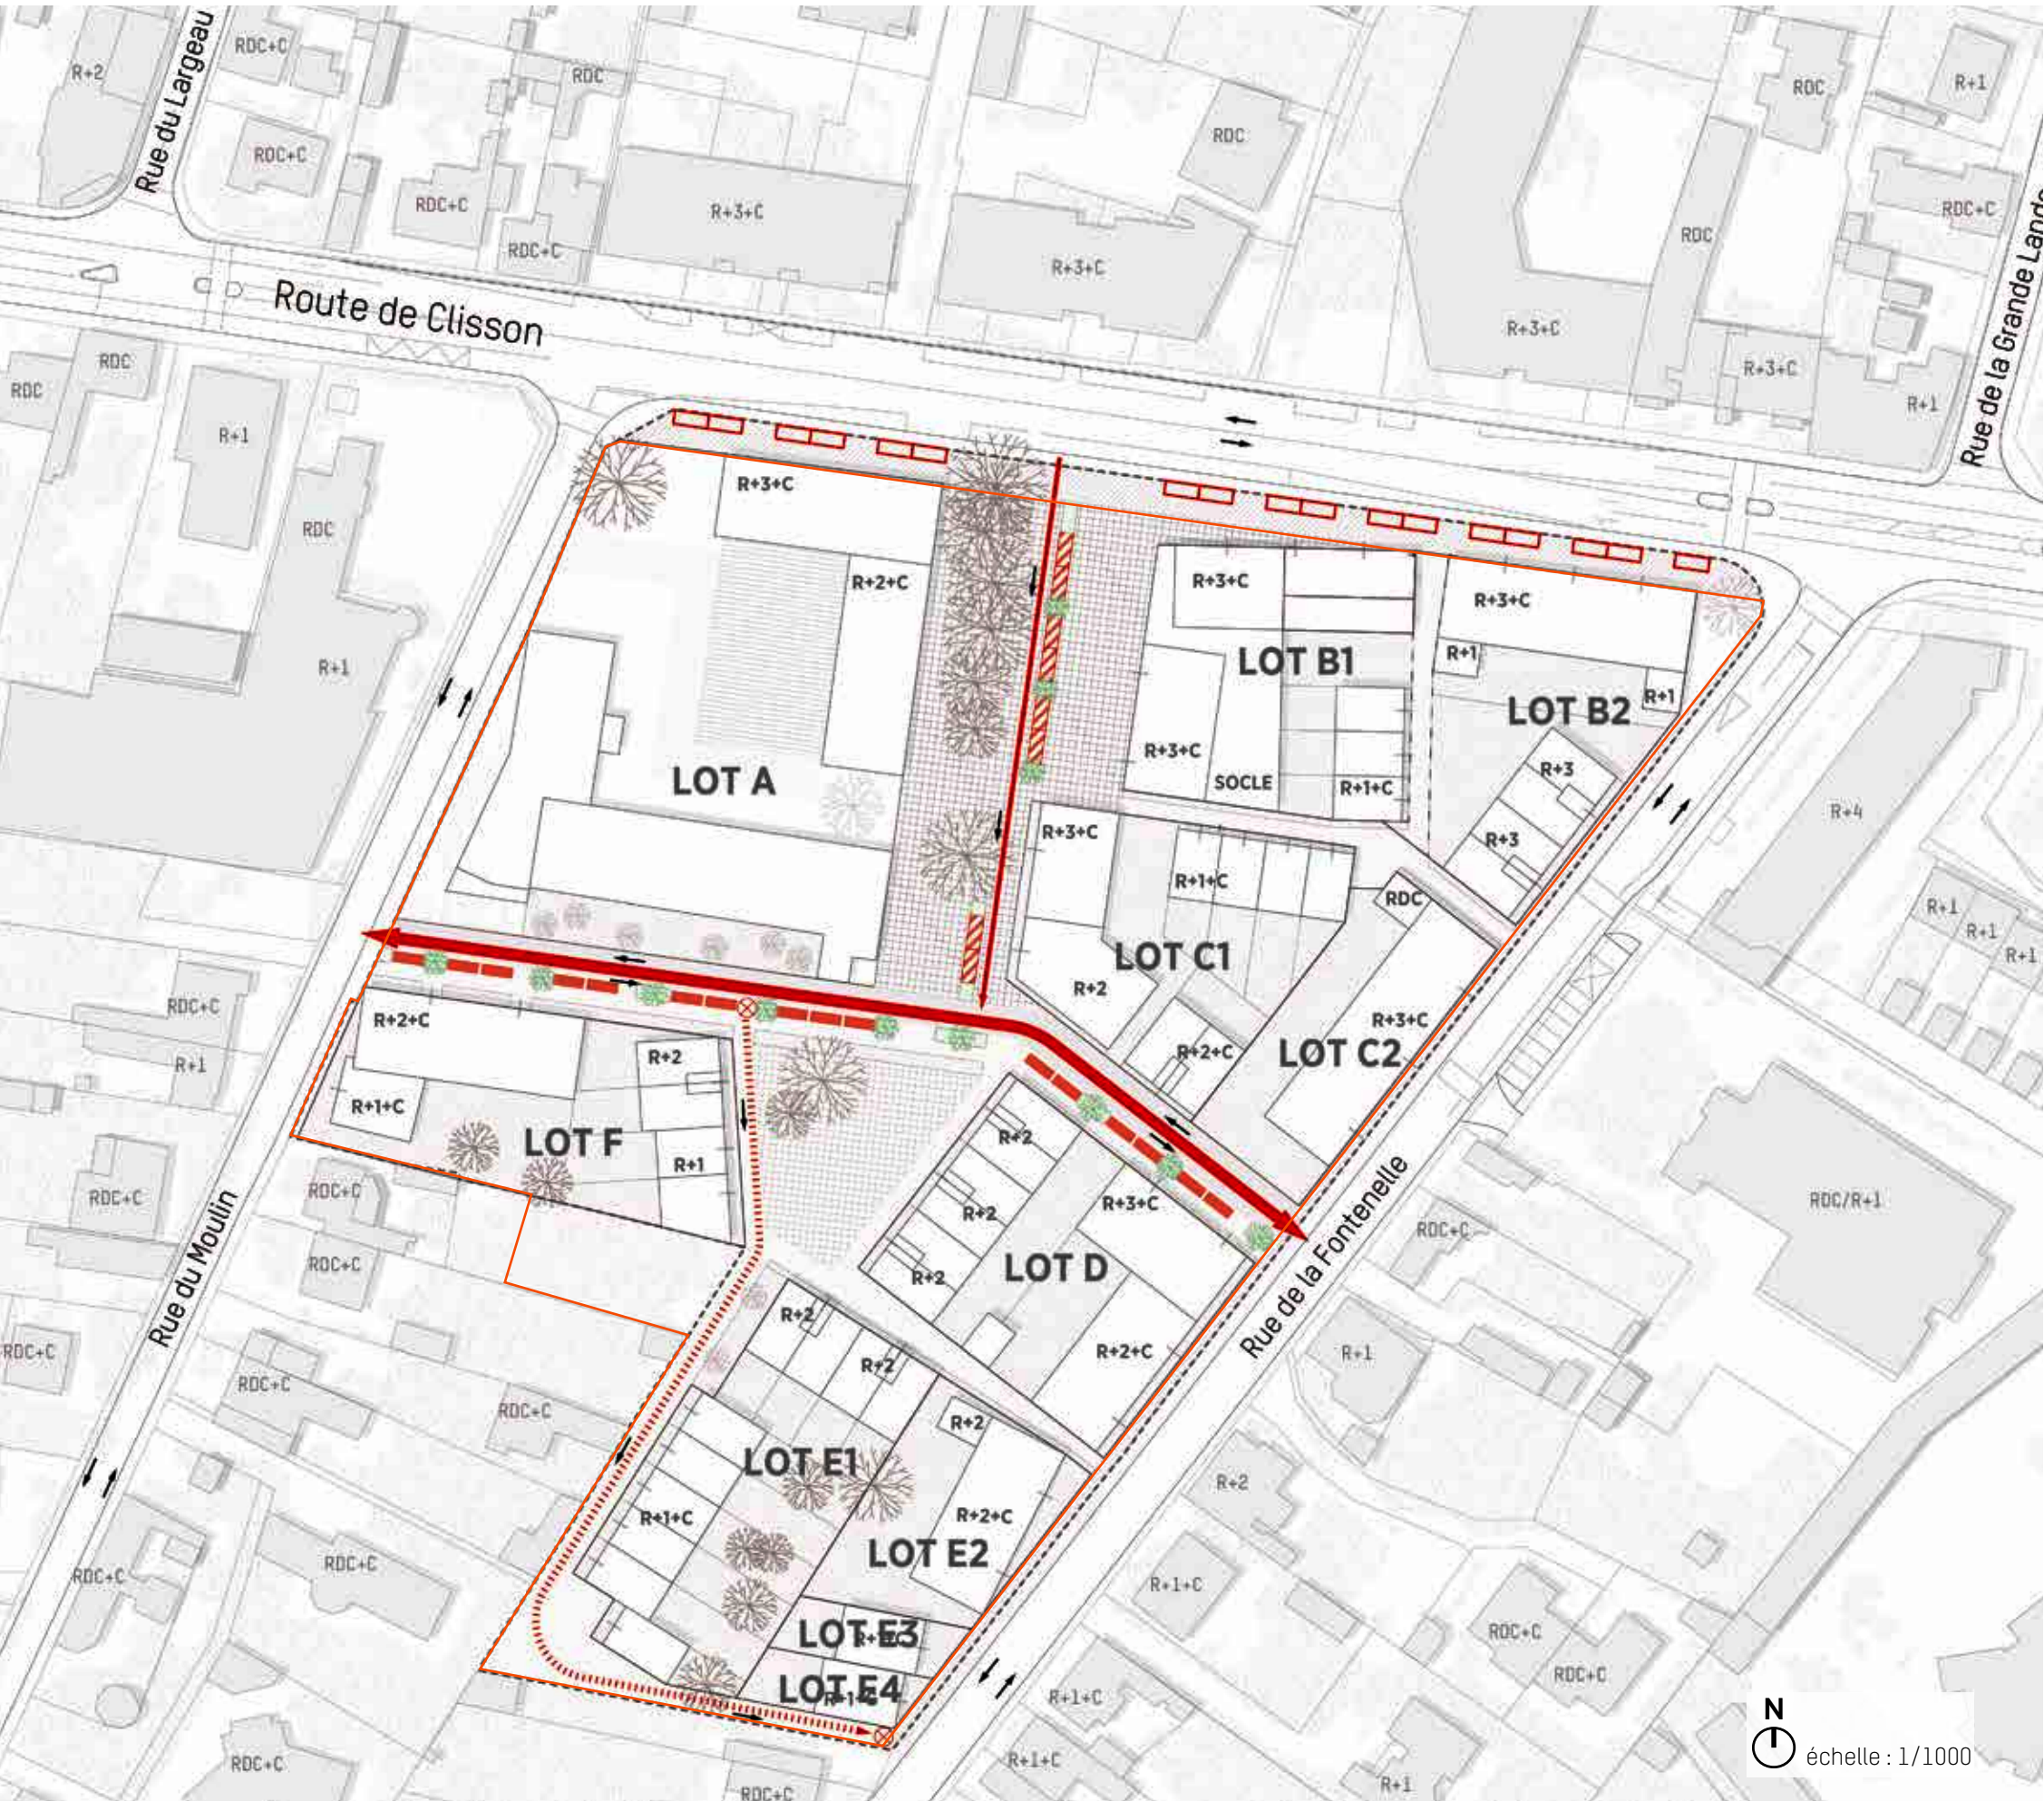 RDC+C
R+2
RDC
RDC
R+1
Rue du Largeau
RDC
RDC+C
RDC+C
R+3+C
RDC+C
RDC
RDC+C
R+3+C
Route de Clisson
R+3+C
R+3+C
R+1
Rue de la Grande Lande
RDC
RDC
R+1
RDC
R+1
R+3+C
R+2+C
LOT A
R+3+C
R+3+C
SOCLE
R+1+C
LOT B1
R+3+C
R+1
R+1
LOT B2
R+3
R+3
R+4
R+1
R+1
R+1
R+3+C
R+1+C
R+2
LOT C1
R+2+C
RDC
R+3+C
LOT C2
RDC+C
R+1
R+2+C
R+2
R+1+C
LOT F
R+1
R+2
R+2
R+2
R+3+C
LOT D
R+2+C
RDC+C
RDC+C
RDC+C
Rue du Moulin
Rue de la Fontenelle
RDC+C
RDC/R+1
RDC+C
R+1
RDC+C
RDC+C
R+2
R+2
R+2
LOT E1
R+1+C
R+2+C
LOT E2
LOT E3
LOT E4
R+2
R+1+C
RDC+C
RDC+C
RDC+C
RDC+C
R+1+C
R+1+C
R+1
RDC+C
RDC+C
N
échelle : 1/1000